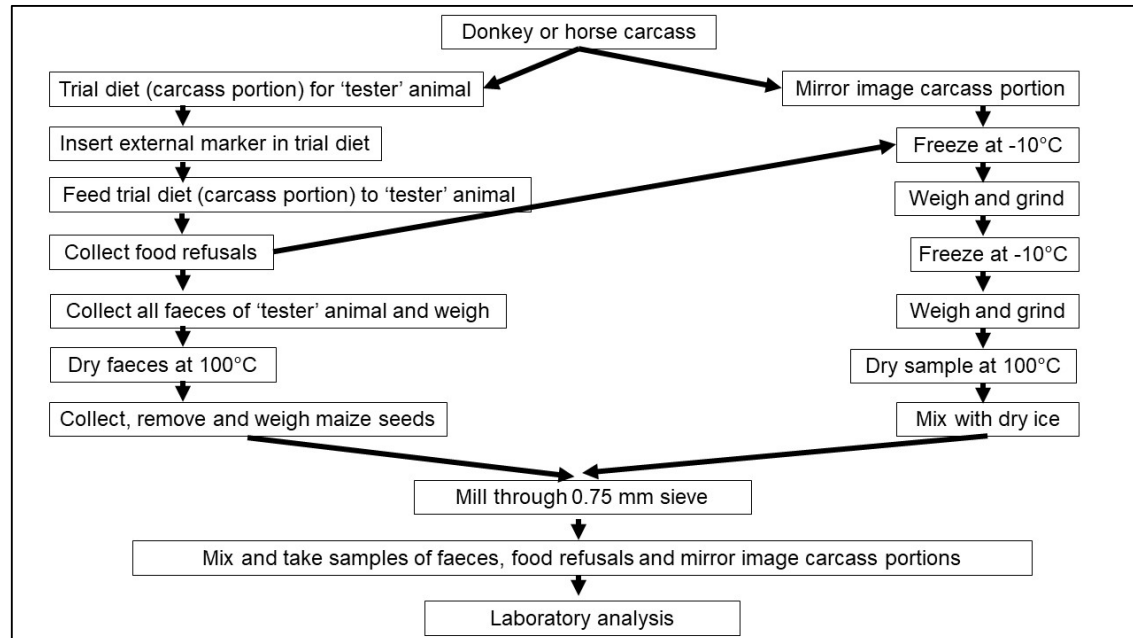 Donkey or horse carcass
Trial diet (carcass portion) for ‘tester’ animal
Insert external marker in trial diet
Feed trial diet (carcass portion) to ‘tester’ animal
Collect food refusals
Collect all faeces of ‘tester’ animal and weigh
Dry faeces at 100°C
Collect, remove and weigh maize seeds
Mirror image carcass portion
Freeze at -10°C
Weigh and grind
Freeze at -10°C
Weigh and grind
Dry sample at 100°C
Mix with dry ice
Mill through 0.75 mm sieve
Mix and take samples of faeces, food refusals and mirror image carcass portions
Laboratory analysis